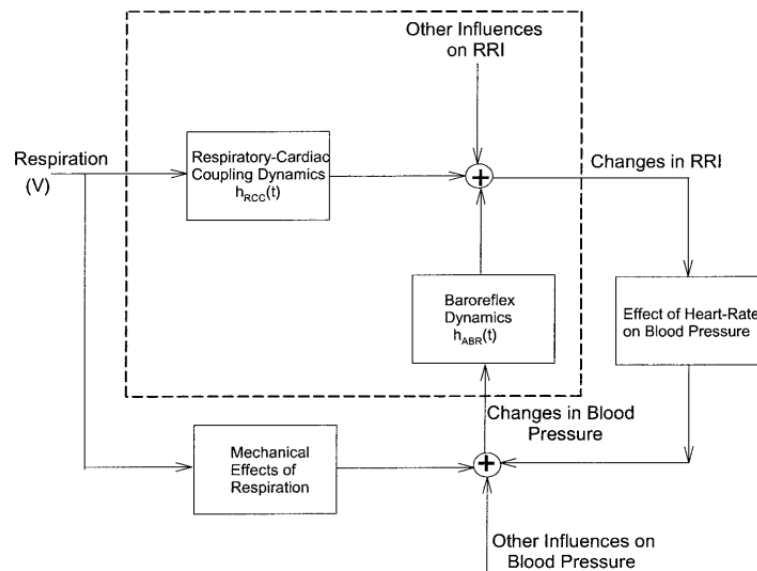 Other Influences
on RRI
Respiration
(V)
Respiratory-Cardiac
Coupling Dynamics
h_RCC(t)
+
Changes in RRI
Baroreflex
Dynamics
h_ABR(t)
Effect of Heart-Rate
on Blood Pressure
Changes in Blood
Pressure
Mechanical
Effects of
Respiration
+
Other Influences on
Blood Pressure